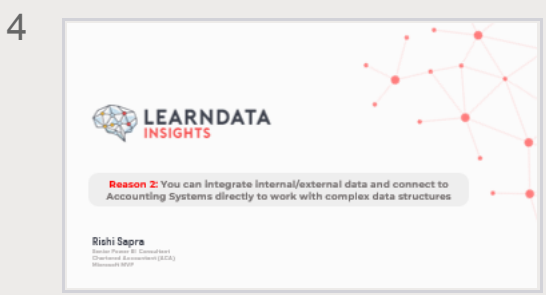 4
LEARNDATA
INSIGHTS
Reason 2: You can integrate internal/external data and connect to
Accounting Systems directly to work with complex data structures
Rishi Sapra
Senior Power BI Consultant
Chartered Accountant (ACA)
Microsoft MVP